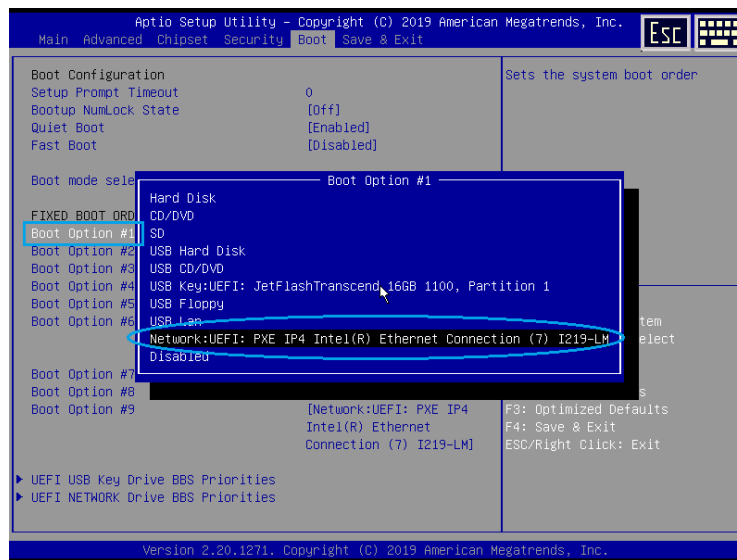 Aptio Setup Utility – Copyright (C) 2019 American Megatrends, Inc.
Main Advanced Chipset Security Boot Save & Exit
Esc
Boot Configuration
Setup Prompt Timeout 0
Bootup NumLock State [Off]
Quiet Boot [Enabled]
Fast Boot [Disabled]
Boot mode sele
FIXED BOOT ORD
Boot Option #1
Boot Option #2
Boot Option #3
Boot Option #4
Boot Option #5
Boot Option #6
Boot Option #7
Boot Option #8
Boot Option #9 [Network:UEFI: PXE IP4
Intel(R) Ethernet
Connection (7) I219-LM]
UEFI USB Key Drive BBS Priorities
UEFI NETWORK Drive BBS Priorities
Boot Option #1
Hard Disk
CD/DVD
SD
USB Hard Disk
USB CD/DVD
USB Key:UEFI: JetFlashTranscend 16GB 1100, Partition 1
USB Floppy
USB Lan
Network:UEFI: PXE IP4 Intel(R) Ethernet Connection (7) I219-LM
Disabled
Sets the system boot order
tem
elect
s
F3: Optimized Defaults
F4: Save & Exit
ESC/Right Click: Exit
Version 2.20.1271. Copyright (C) 2019 American Megatrends, Inc.